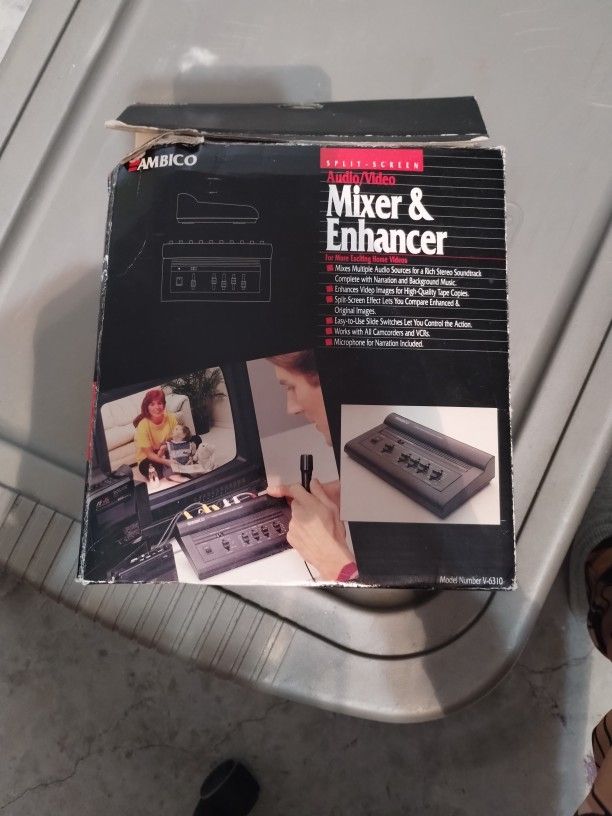 AMBICO
SPLIT-SCREEN
Audio/Video
Mixer &
Enhancer
For More Exciting Home Videos
Mixes Multiple Audio Sources for a Rich Stereo Soundtrack
Complete with Narration and Background Music.
Enhances Video Images for High-Quality Tape Copies.
Split-Screen Effect Lets You Compare Enhanced &
Original Images.
Easy-to-Use Slide Switches Let You Control the Action.
Works with All Camcorders and VCRs.
Microphone for Narration Included.
Model Number V-6310